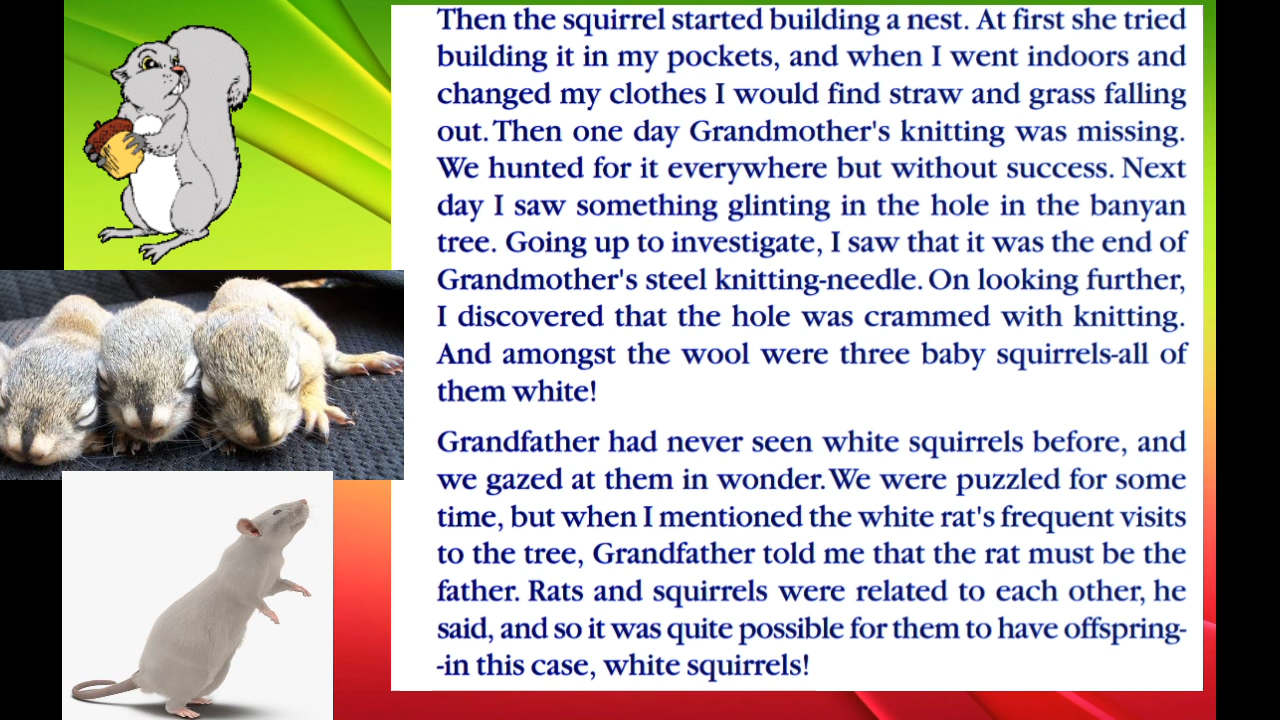 Then the squirrel started building a nest. At first she tried
building it in my pockets, and when I went indoors and
changed my clothes I would find straw and grass falling
out. Then one day Grandmother's knitting was missing.
We hunted for it everywhere but without success. Next
day I saw something glinting in the hole in the banyan
tree. Going up to investigate, I saw that it was the end of
Grandmother's steel knitting-needle. On looking further,
I discovered that the hole was crammed with knitting.
And amongst the wool were three baby squirrels-all of
them white!
Grandfather had never seen white squirrels before, and
we gazed at them in wonder. We were puzzled for some
time, but when I mentioned the white rat's frequent visits
to the tree, Grandfather told me that the rat must be the
father. Rats and squirrels were related to each other, he
said, and so it was quite possible for them to have offspring-
-in this case, white squirrels!